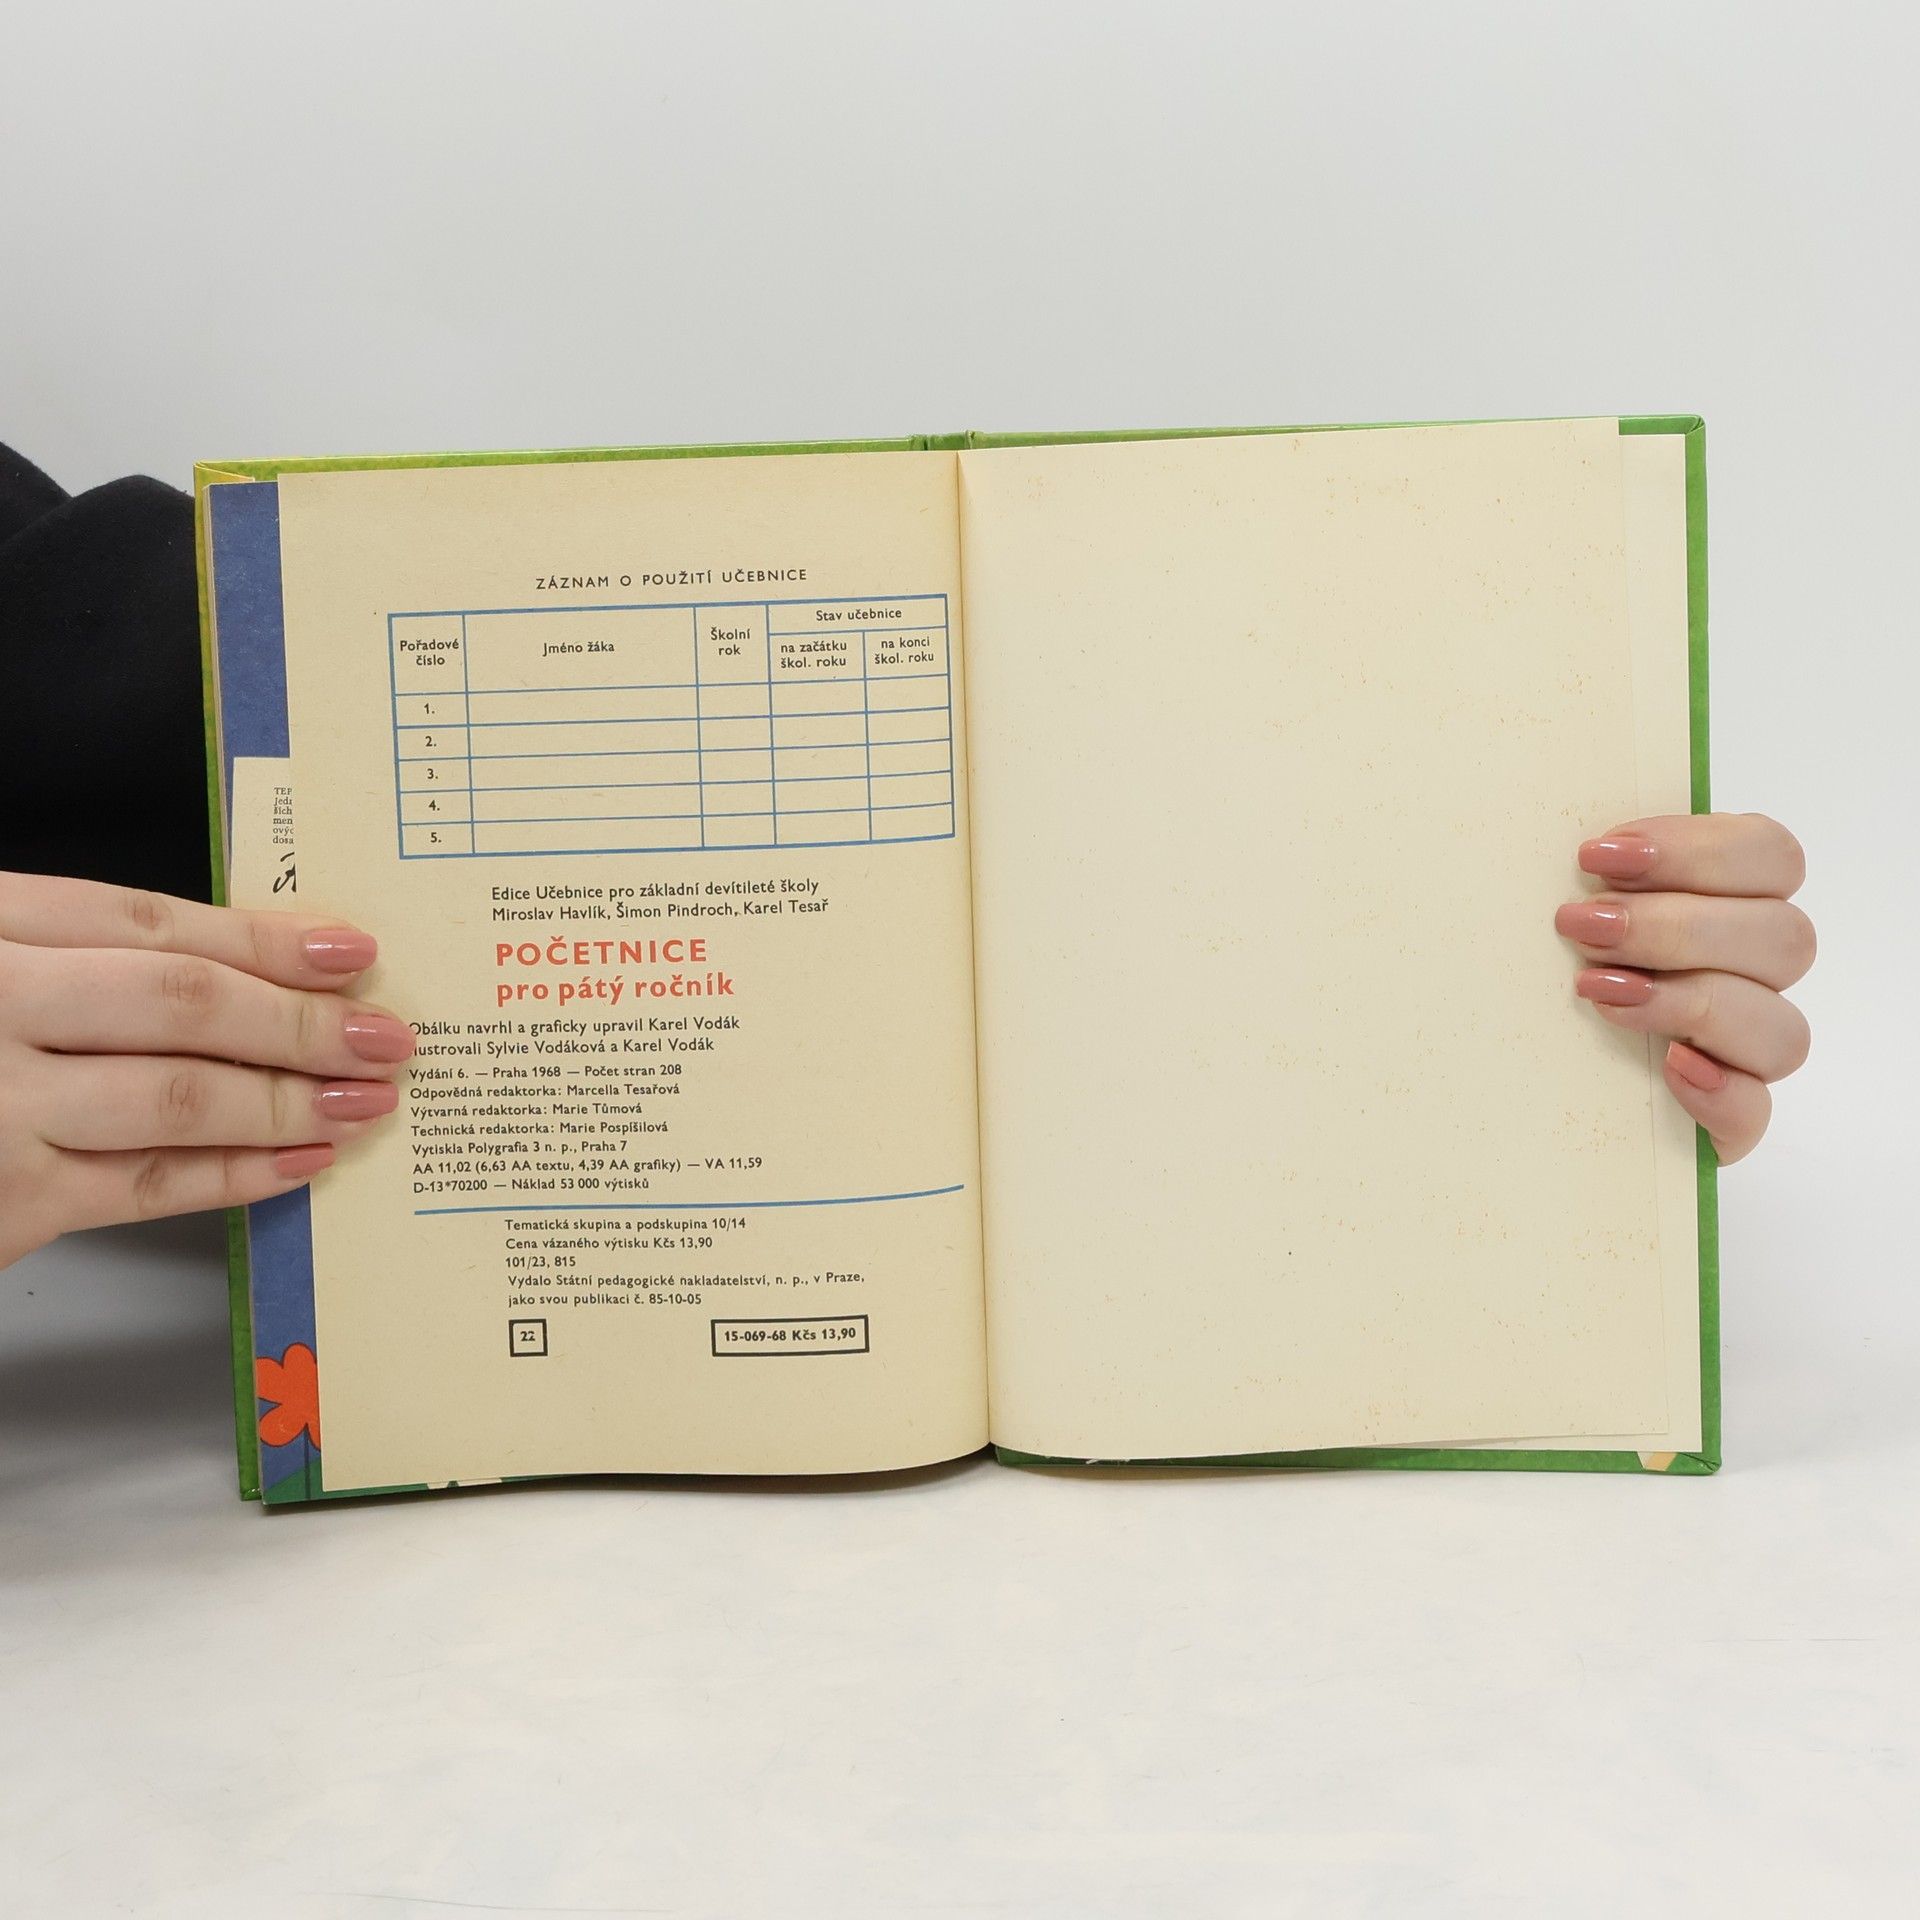 ZÁZNAM O POUŽITÍ UČEBNICE
Pořadové číslo
Jméno žáka
Školní rok
Stav učebnice
na začátku škol. roku
na konci škol. roku
1.
2.
3.
4.
5.
Edice Učebnice pro základní devítileté školy
Miroslav Havlík, Šimon Pindroch, Karel Tesař
POČETNICE
pro pátý ročník
Obálku navrhl a graficky upravil Karel Vodák
lustrovali Sylvie Vodáková a Karel Vodák
Vydání 6. — Praha 1968 — Počet stran 208
Odpovědná redaktorka: Marcella Tesařová
Výtvarná redaktorka: Marie Tůmová
Technická redaktorka: Marie Pospíšilová
Vytiskla Polygrafia 3 n. p., Praha 7
AA 11,02 (6,63 AA textu, 4,39 AA grafiky) — VA 11,59
D-13*70200 — Náklad 53 000 výtisků
Tematická skupina a podskupina 10/14
Cena vázaného výtisku Kčs 13,90
101/23, 815
Vydalo Státní pedagogické nakladatelství, n. p., v Praze,
jako svou publikaci č. 85-10-05
22
15-069-68 Kčs 13,90